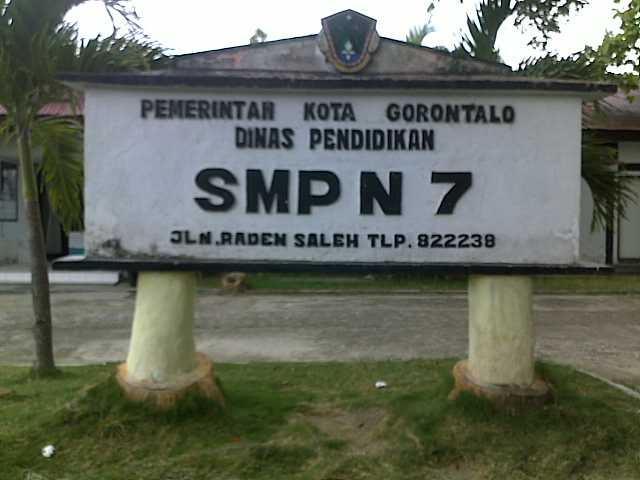 PEMERINTAH KOTA GORONTALO
DINAS PENDIDIKAN
SMP N 7
JLN.RADEN SALEH TLP. 822238